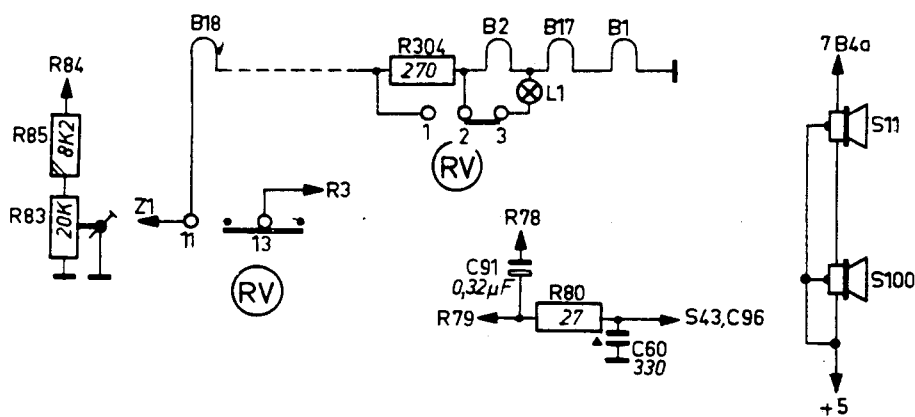 B18
R304
270
B2
B17
B1
L1
1
2
3
RV
R84
R85
8K2
R83
20K
Z1
11
13
R3
RV
R78
C91
0,32µF
R79
R80
27
S43,C96
C60
330
7B4a
S11
S100
+5